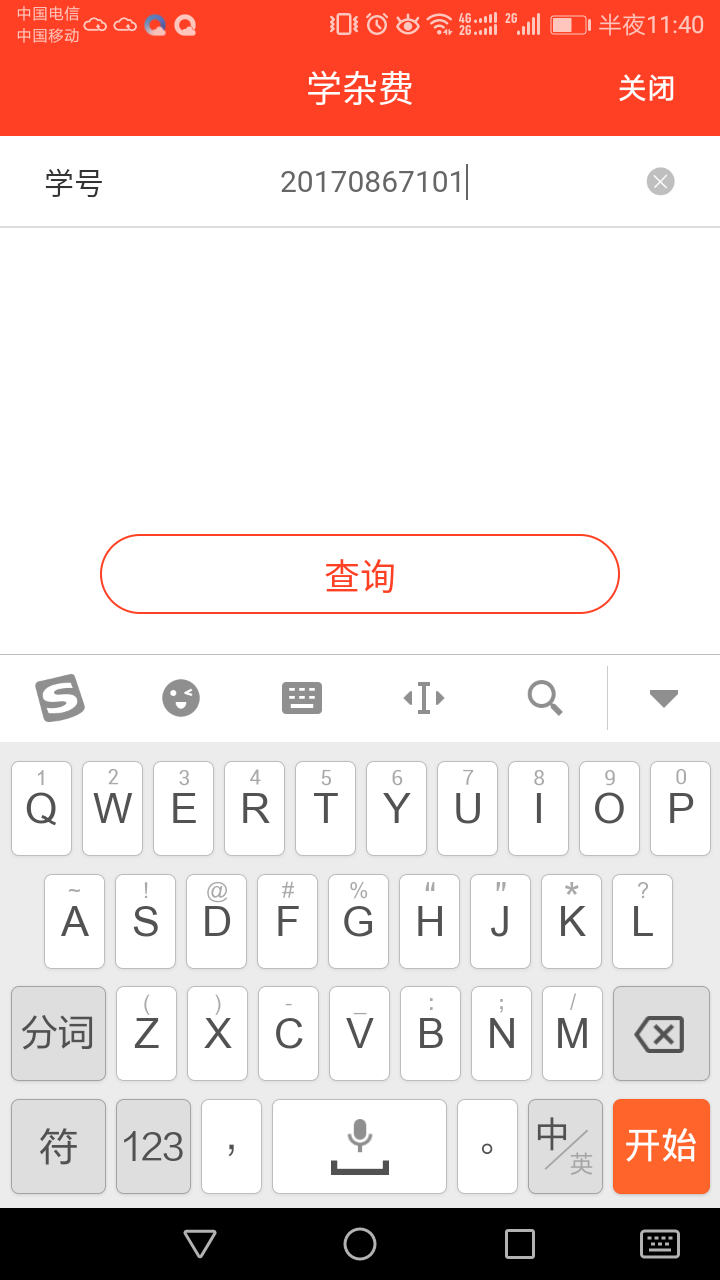 中国电信
中国移动
4G 2G 2G 半夜11:40
学杂费 关闭
学号 20170867101
查询
1 2 3 4 5 6 7 8 9 0
Q W E R T Y U I O P
~ ! @ # % “ ” * ?
A S D F G H J K L
( ) - _ : ; /
分词 Z X C V B N M
符 123 , 。 中/英 开始